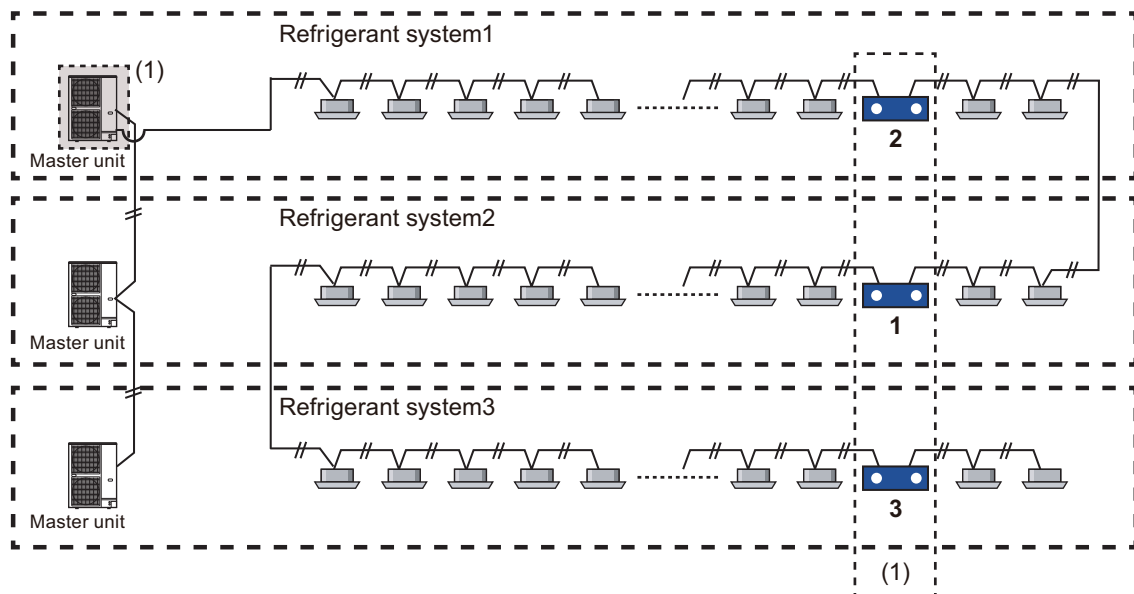 Refrigerant system1
(1)
Master unit
2
Refrigerant system2
Master unit
1
Refrigerant system3
Master unit
3
(1)